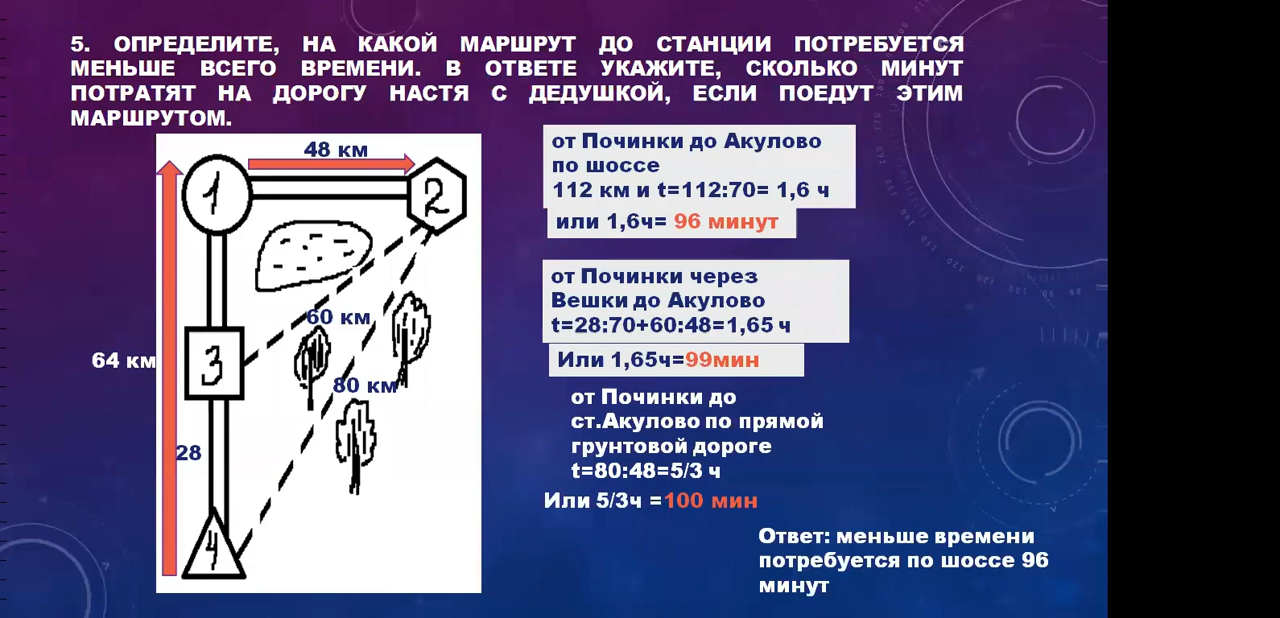 5. ОПРЕДЕЛИТЕ, НА КАКОЙ МАРШРУТ ДО СТАНЦИИ ПОТРЕБУЕТСЯ
МЕНЬШЕ ВСЕГО ВРЕМЕНИ. В ОТВЕТЕ УКАЖИТЕ, СКОЛЬКО МИНУТ
ПОТРАТЯТ НА ДОРОГУ НАСТЯ С ДЕДУШКОЙ, ЕСЛИ ПОЕДУТ ЭТИМ
МАРШРУТОМ.
48 км
1
2
60 км
64 км
3
80 км
28
4
от Починки до Акулово
по шоссе
112 км и t=112:70= 1,6 ч
или 1,6ч= 96 минут
от Починки через
Вешки до Акулово
t=28:70+60:48=1,65 ч
Или 1,65ч=99мин
от Починки до
ст.Акулово по прямой
грунтовой дороге
t=80:48=5/3 ч
Или 5/3ч =100 мин
Ответ: меньше времени
потребуется по шоссе 96
минут